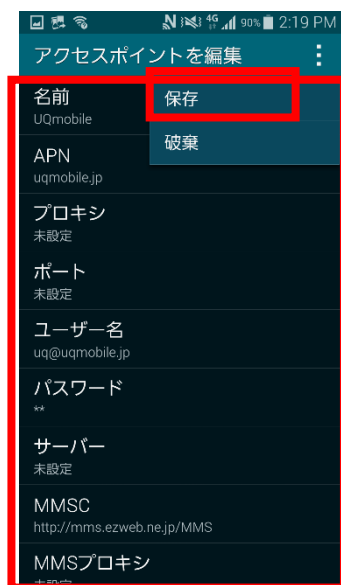 4G 90% 2:19 PM
アクセスポイントを編集
名前
UQmobile
保存
破棄
APN
uqmobile.jp
プロキシ
未設定
ポート
未設定
ユーザー名
uq@uqmobile.jp
パスワード
**
サーバー
未設定
MMSC
http://mms.ezweb.ne.jp/MMS
MMSプロキシ